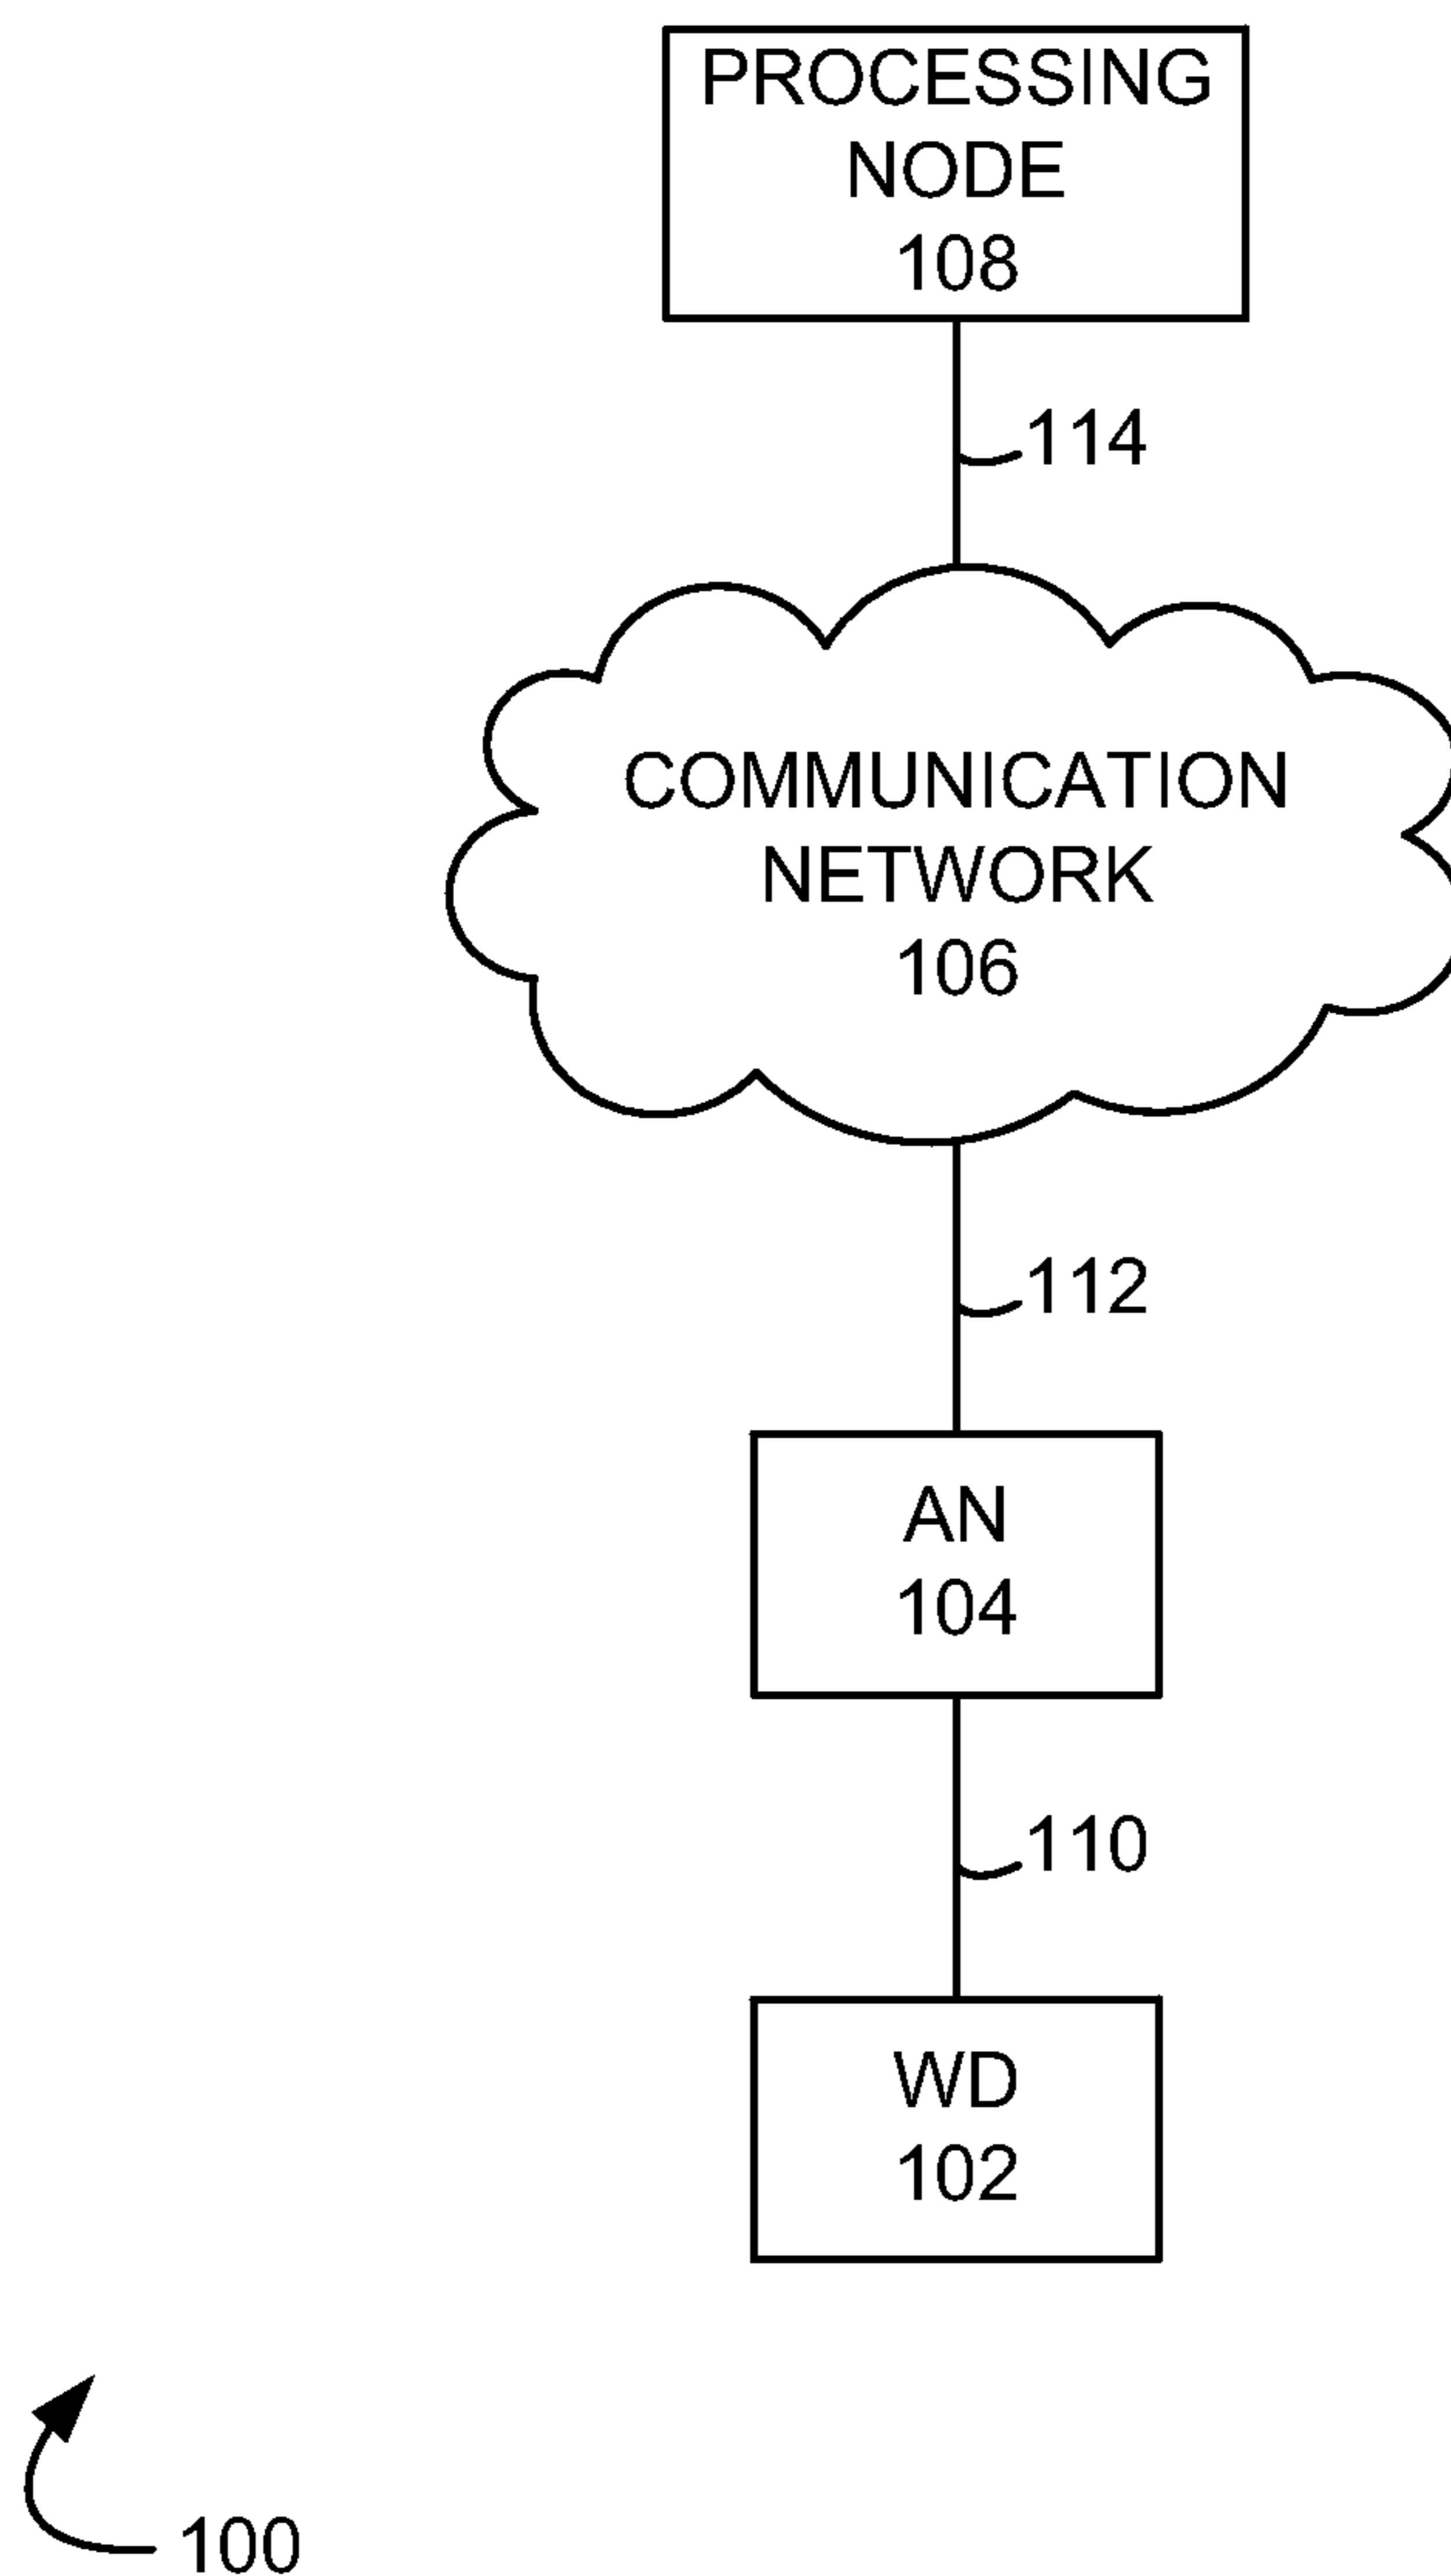 PROCESSING
NODE
108
114
COMMUNICATION
NETWORK
106
112
AN
104
110
WD
102
100